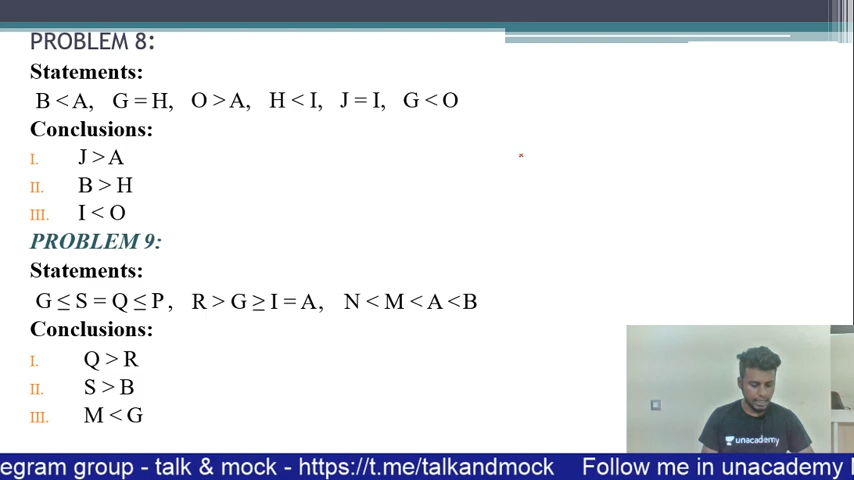 PROBLEM 8:
Statements:
B < A, G = H, O > A, H < I, J = I, G < O
Conclusions:
I. J > A
II. B > H
III. I < O
PROBLEM 9:
Statements:
G ≤ S = Q ≤ P, R > G ≥ I = A, N < M < A < B
Conclusions:
I. Q > R
II. S > B
III. M < G
unacademy
egram group - talk & mock - https://t.me/talkandmock Follow me in unacademy